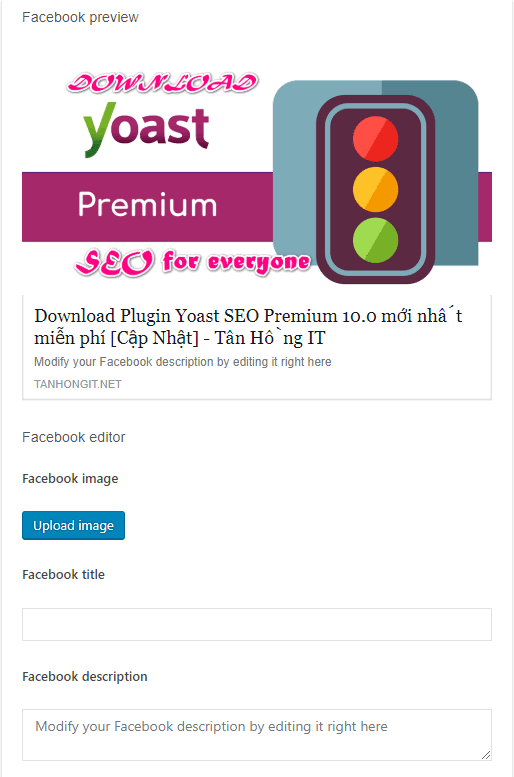 Facebook preview
DOWNLOAD
yoast
Premium
SEO for everyone
Download Plugin Yoast SEO Premium 10.0 mới nhất
miễn phí [Cập Nhật] - Tân Hồng IT
Modify your Facebook description by editing it right here
TANHONGIT.NET
Facebook editor
Facebook image
Upload image
Facebook title
Facebook description
Modify your Facebook description by editing it right here